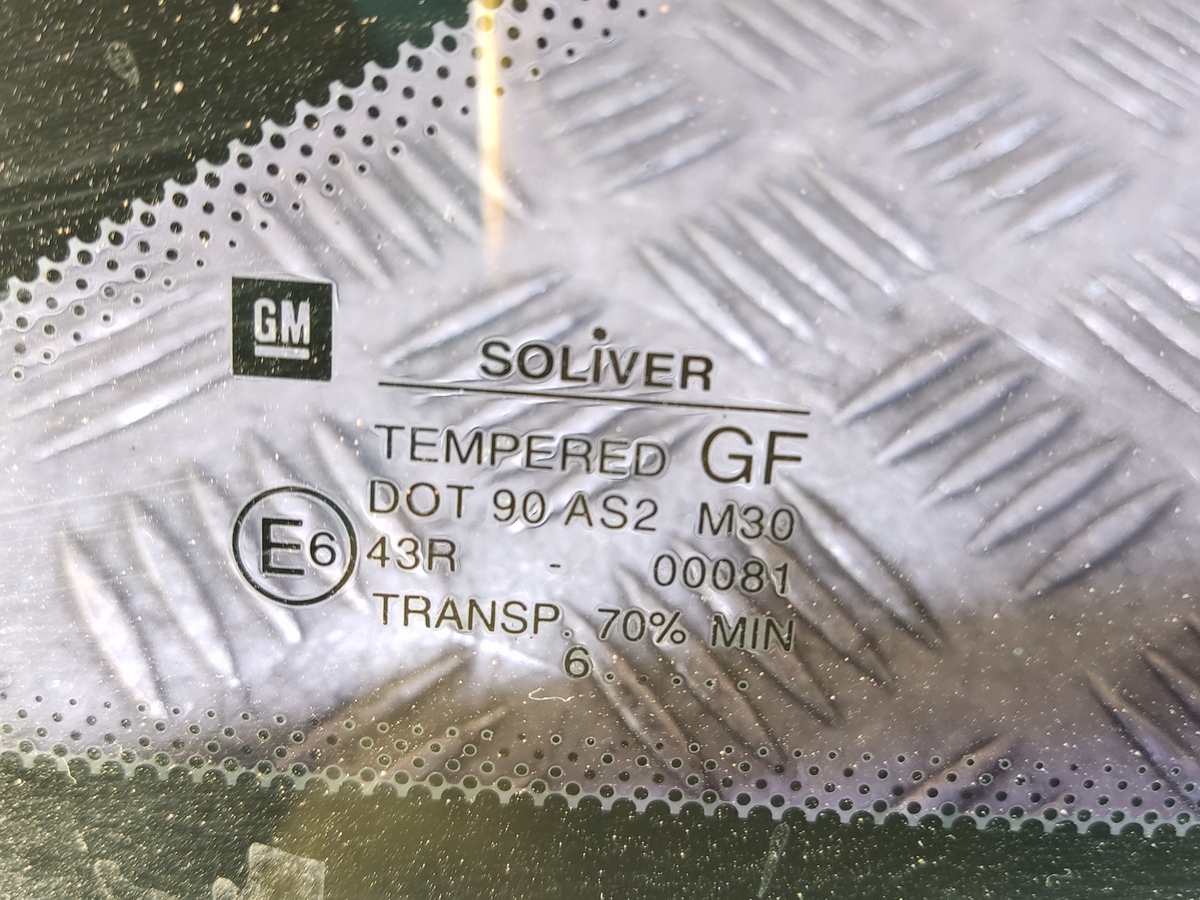 GM
SOLiVER
TEMPERED GF
DOT 90 AS2 M30
E6 43R - 00081
TRANSP. 70% MIN
6..